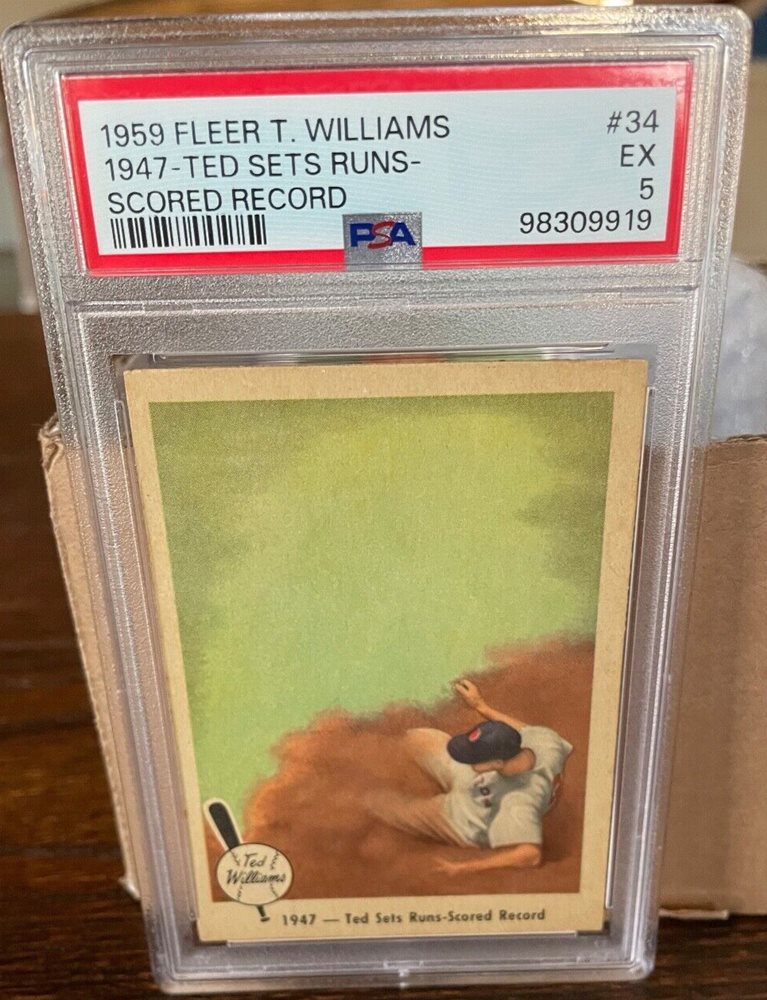 1959 FLEER T. WILLIAMS #34
1947-TED SETS RUNS- EX
SCORED RECORD 5
PSA 98309919
Ted
Williams
1947 — Ted Sets Runs-Scored Record